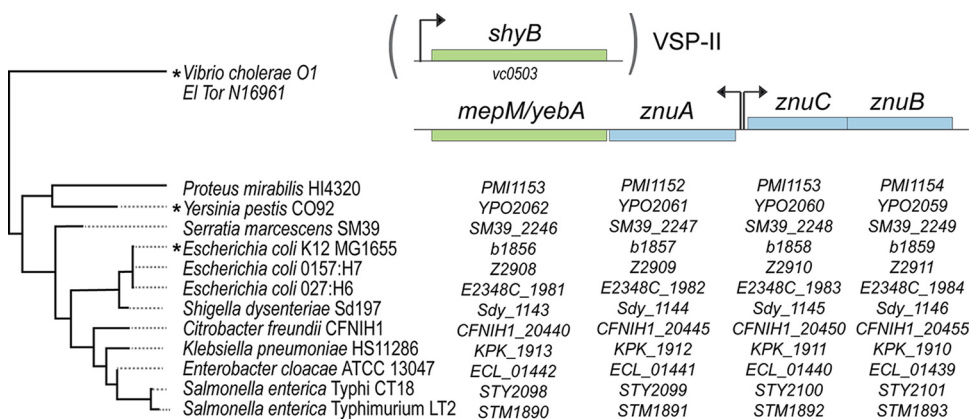 shyB
VSP-II
vc0503
*Vibrio cholerae O1
El Tor N16961
mepM/yebA znuA znuC znuB
Proteus mirabilis HI4320 PMI1153 PMI1152 PMI1153 PMI1154
*Yersinia pestis CO92 YPO2062 YPO2061 YPO2060 YPO2059
Serratia marcescens SM39 SM39_2246 SM39_2247 SM39_2248 SM39_2249
*Escherichia coli K12 MG1655 b1856 b1857 b1858 b1859
Escherichia coli 0157:H7 Z2908 Z2909 Z2910 Z2911
Escherichia coli 027:H6 E2348C_1981 E2348C_1982 E2348C_1983 E2348C_1984
Shigella dysenteriae Sd197 Sdy_1143 Sdy_1144 Sdy_1145 Sdy_1146
Citrobacter freundii CFNIH1 CFNIH1_20440 CFNIH1_20445 CFNIH1_20450 CFNIH1_20455
Klebsiella pneumoniae HS11286 KPK_1913 KPK_1912 KPK_1911 KPK_1910
Enterobacter cloacae ATCC 13047 ECL_01442 ECL_01441 ECL_01440 ECL_01439
Salmonella enterica Typhi CT18 STY2098 STY2099 STY2100 STY2101
Salmonella enterica Typhimurium LT2 STM1890 STM1891 STM1892 STM1893